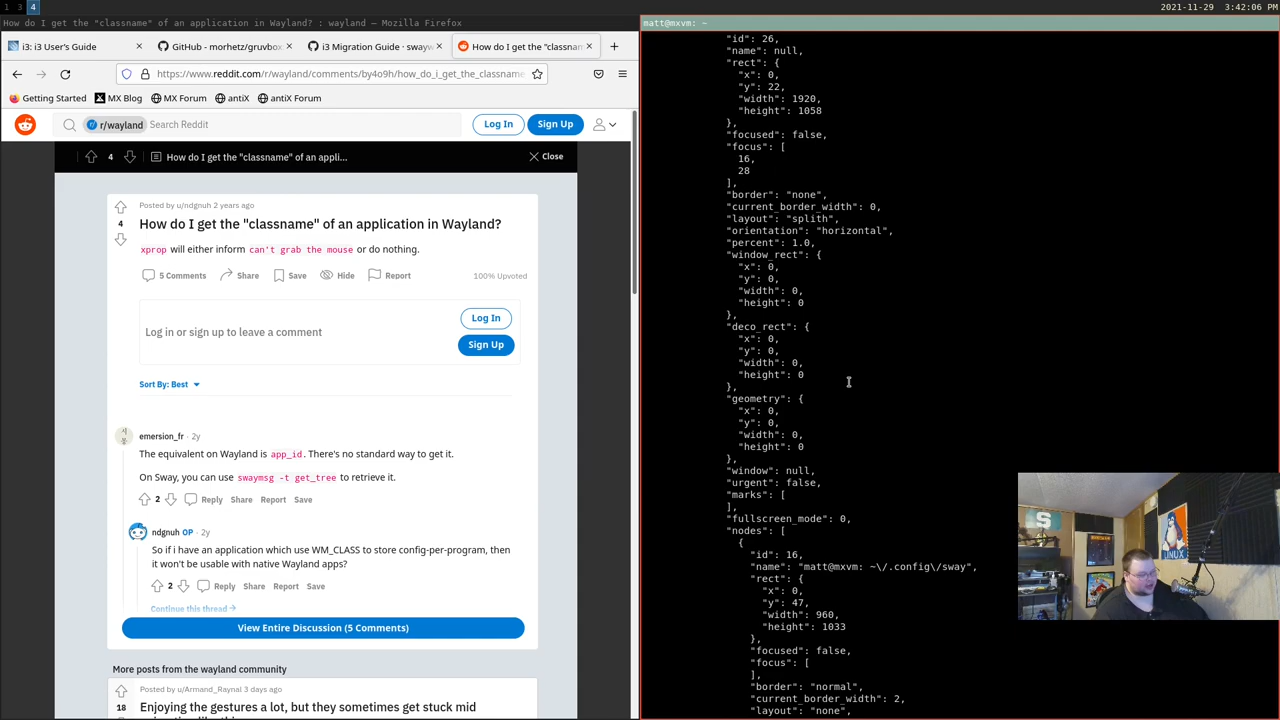 1 3 4
2021-11-29 3:42:06 PM
How do I get the "classname" of an application in Wayland? : wayland — Mozilla Firefox
matt@mxvm: ~
i3: i3 User's Guide
GitHub - morhetz/gruvbox
i3 Migration Guide · swayw
How do I get the "classnam
https://www.reddit.com/r/wayland/comments/by4o9h/how_do_i_get_the_classname
Getting Started
MX Blog
MX Forum
antiX
antiX Forum
r/wayland
Search Reddit
Log In
Sign Up
4
How do I get the "classname" of an appli...
Close
Posted by u/ndgnuh 2 years ago
4
How do I get the "classname" of an application in Wayland?
xprop will either inform can't grab the mouse or do nothing.
5 Comments
Share
Save
Hide
Report
100% Upvoted
Log in or sign up to leave a comment
Log In
Sign Up
Sort By: Best
emersion_fr · 2y
The equivalent on Wayland is app_id. There's no standard way to get it.
On Sway, you can use swaymsg -t get_tree to retrieve it.
2
Reply
Share
Report
Save
ndgnuh OP · 2y
So if i have an application which use WM_CLASS to store config-per-program, then
it won't be usable with native Wayland apps?
2
Reply
Share
Report
Save
Continue this thread
View Entire Discussion (5 Comments)
More posts from the wayland community
Posted by u/Armand_Raynal 3 days ago
18
Enjoying the gestures a lot, but they sometimes get stuck mid
"id": 26,
"name": null,
"rect": {
"x": 0,
"y": 22,
"width": 1920,
"height": 1058
},
"focused": false,
"focus": [
16,
28
],
"border": "none",
"current_border_width": 0,
"layout": "splith",
"orientation": "horizontal",
"percent": 1.0,
"window_rect": {
"x": 0,
"y": 0,
"width": 0,
"height": 0
},
"deco_rect": {
"x": 0,
"y": 0,
"width": 0,
"height": 0
},
"geometry": {
"x": 0,
"y": 0,
"width": 0,
"height": 0
},
"window": null,
"urgent": false,
"marks": [
],
"fullscreen_mode": 0,
"nodes": [
{
"id": 16,
"name": "matt@mxvm: ~\/.config\/sway",
"rect": {
"x": 0,
"y": 47,
"width": 960,
"height": 1033
},
"focused": false,
"focus": [
],
"border": "normal",
"current_border_width": 2,
"layout": "none",
LINUX